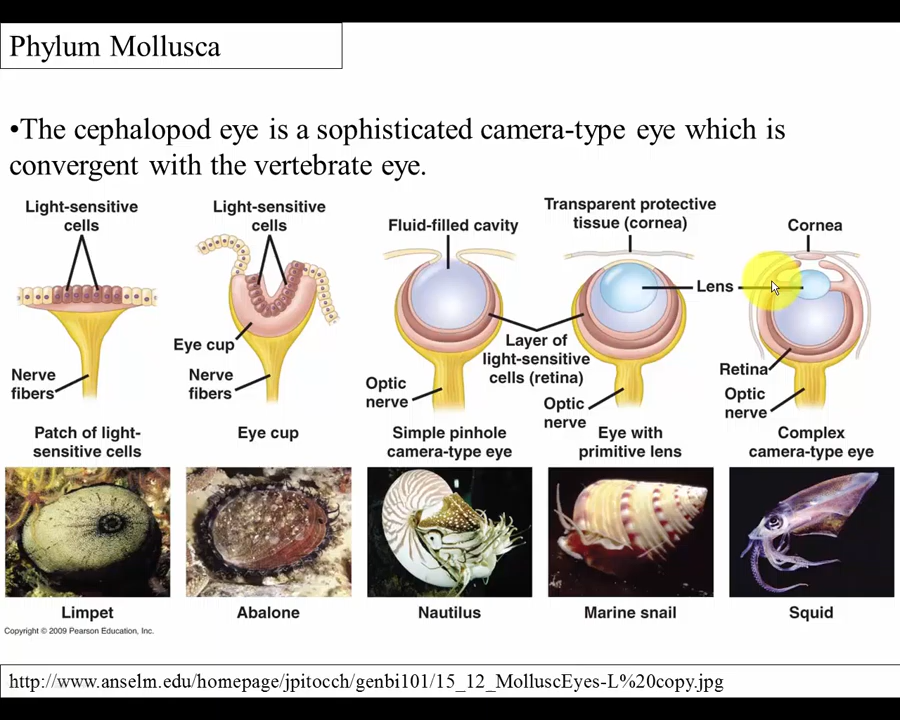 Phylum Mollusca
•The cephalopod eye is a sophisticated camera-type eye which is
convergent with the vertebrate eye.
Light-sensitive
cells
Light-sensitive
cells
Fluid-filled cavity
Transparent protective
tissue (cornea)
Cornea
Lens
Eye cup
Layer of
light-sensitive
cells (retina)
Nerve
fibers
Nerve
fibers
Optic
nerve
Optic
nerve
Retina
Optic
nerve
Patch of light-
sensitive cells
Eye cup
Simple pinhole
camera-type eye
Eye with
primitive lens
Complex
camera-type eye
Limpet
Abalone
Nautilus
Marine snail
Squid
Copyright © 2009 Pearson Education, Inc.
http://www.anselm.edu/homepage/jpitocch/genbi101/15_12_MolluscEyes-L%20copy.jpg